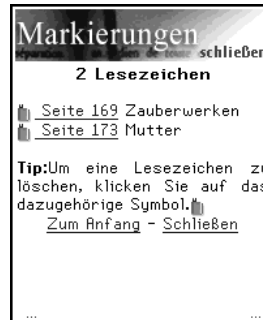 Markierungen
schließen
2 Lesezeichen
Seite 169 Zauberwerken
Seite 173 Mutter
Tip:Um eine Lesezeichen zu
löschen, klicken Sie auf das
dazugehörige Symbol.
Zum Anfang - Schließen